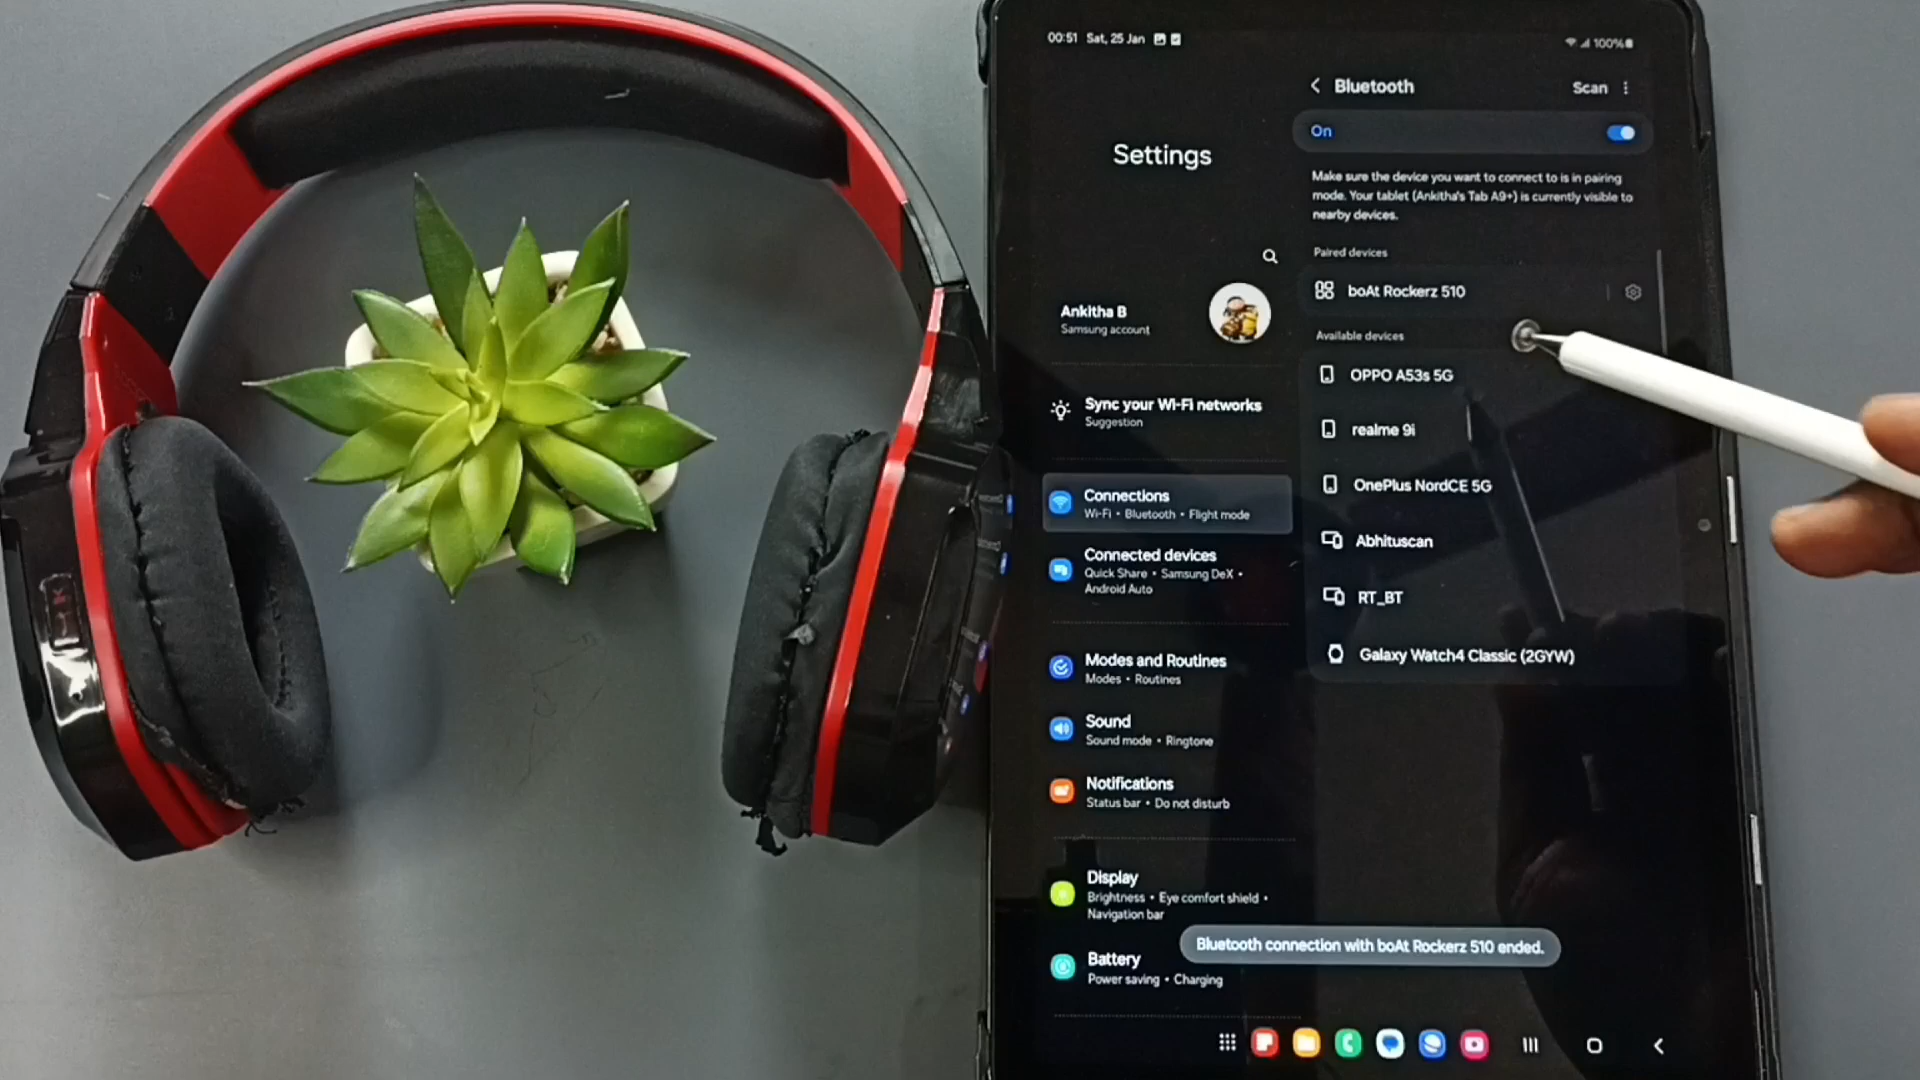 00:51 Sat, 25 Jan
100%
Settings
Ankitha B
Samsung account
Sync your Wi-Fi networks
Suggestion
Connections
Wi-Fi • Bluetooth • Flight mode
Connected devices
Quick Share • Samsung DeX •
Android Auto
Modes and Routines
Modes • Routines
Sound
Sound mode • Ringtone
Notifications
Status bar • Do not disturb
Display
Brightness • Eye comfort shield •
Navigation bar
Battery
Power saving • Charging
Bluetooth
Scan
On
Make sure the device you want to connect to is in pairing
mode. Your tablet (Ankitha's Tab A9+) is currently visible to
nearby devices.
Paired devices
boAt Rockerz 510
Available devices
OPPO A53s 5G
realme 9i
OnePlus NordCE 5G
Abhituscan
RT_BT
Galaxy Watch4 Classic (2GYW)
Bluetooth connection with boAt Rockerz 510 ended.